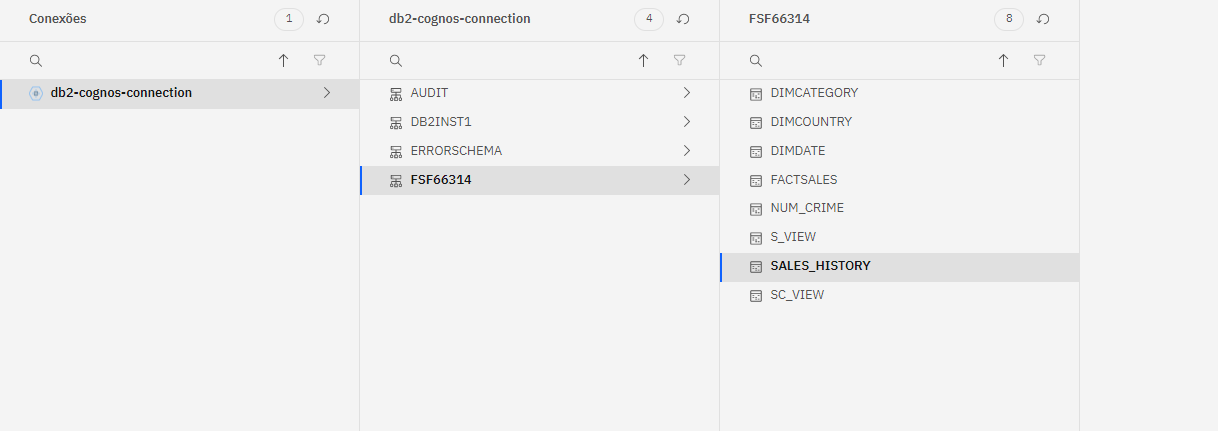 Conexões 1
db2-cognos-connection
db2-cognos-connection 4
AUDIT
DB2INST1
ERRORSCHEMA
FSF66314
FSF66314 8
DIMCATEGORY
DIMCOUNTRY
DIMDATE
FACTSALES
NUM_CRIME
S_VIEW
SALES_HISTORY
SC_VIEW